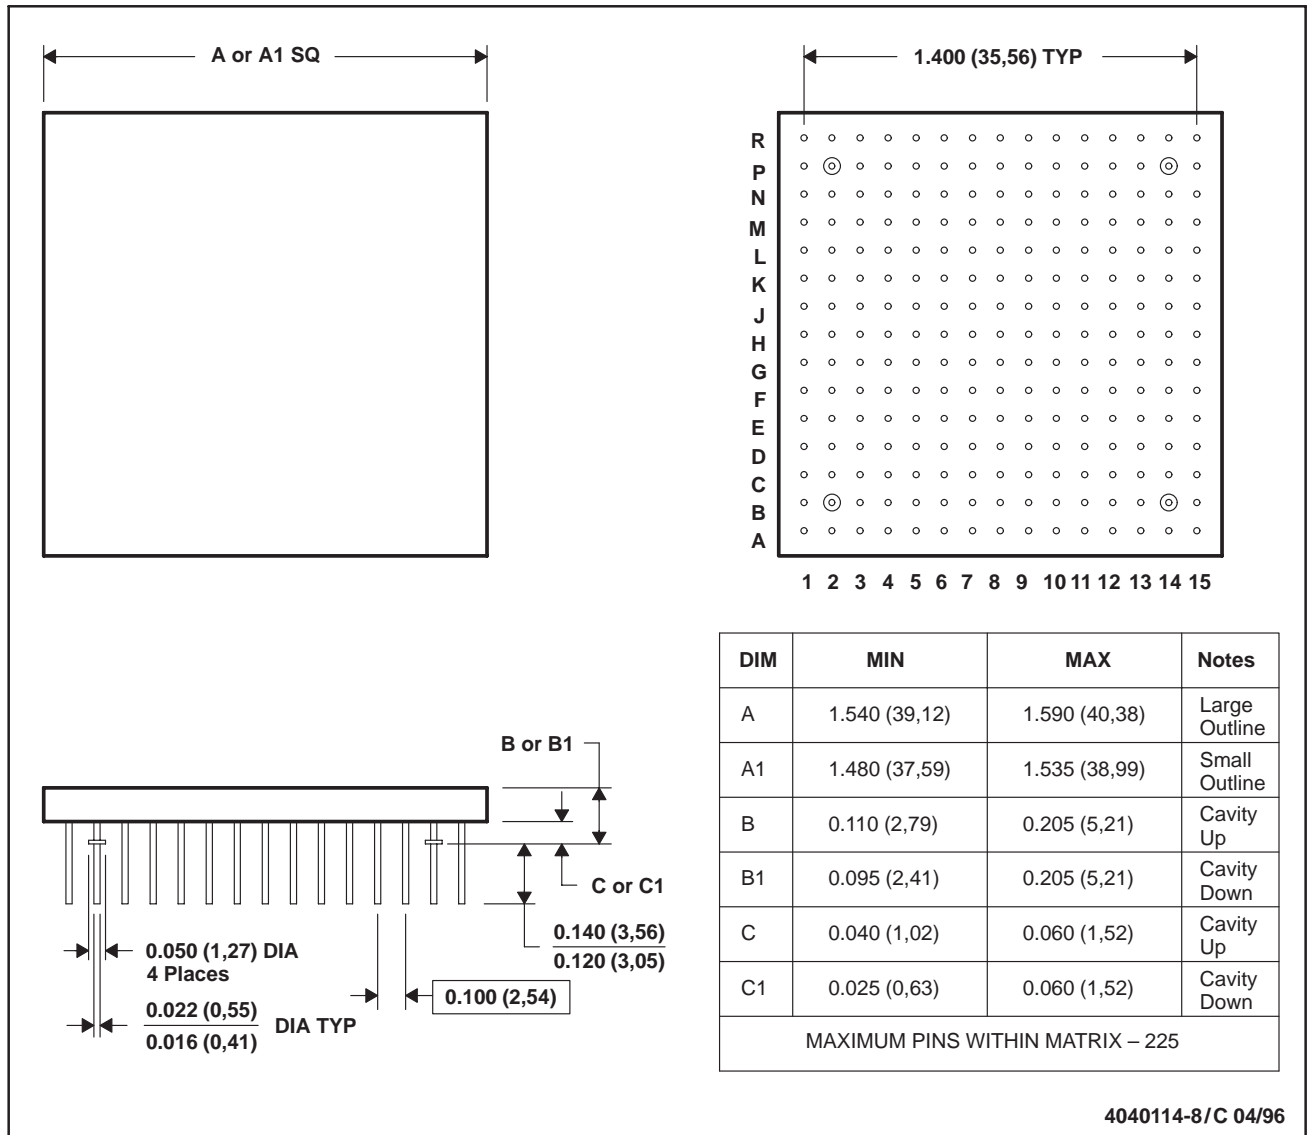 A or A1 SQ
1.400 (35,56) TYP
R
P
N
M
L
K
J
H
G
F
E
D
C
B
A
1 2 3 4 5 6 7 8 9 10 11 12 13 14 15
B or B1
C or C1
0.140 (3,56)
0.120 (3,05)
0.050 (1,27) DIA
4 Places
0.100 (2,54)
0.022 (0,55)
0.016 (0,41)
DIA TYP
DIM MIN MAX Notes
A 1.540 (39,12) 1.590 (40,38) Large Outline
A1 1.480 (37,59) 1.535 (38,99) Small Outline
B 0.110 (2,79) 0.205 (5,21) Cavity Up
B1 0.095 (2,41) 0.205 (5,21) Cavity Down
C 0.040 (1,02) 0.060 (1,52) Cavity Up
C1 0.025 (0,63) 0.060 (1,52) Cavity Down
MAXIMUM PINS WITHIN MATRIX – 225
4040114-8/C 04/96